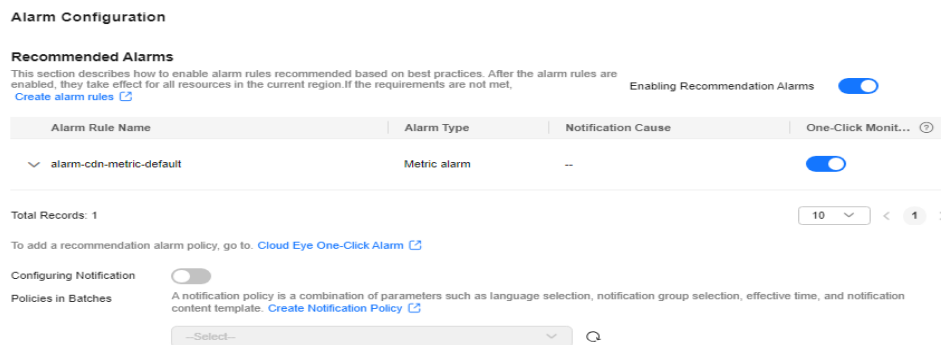 Alarm Configuration
Recommended Alarms
This section describes how to enable alarm rules recommended based on best practices. After the alarm rules are
enabled, they take effect for all resources in the current region.If the requirements are not met,
Create alarm rules
Enabling Recommendation Alarms
Alarm Rule Name Alarm Type Notification Cause One-Click Monit...
alarm-cdn-metric-default Metric alarm --
Total Records: 1
10 < 1 >
To add a recommendation alarm policy, go to. Cloud Eye One-Click Alarm
Configuring Notification
Policies in Batches
A notification policy is a combination of parameters such as language selection, notification group selection, effective time, and notification
content template. Create Notification Policy
--Select--